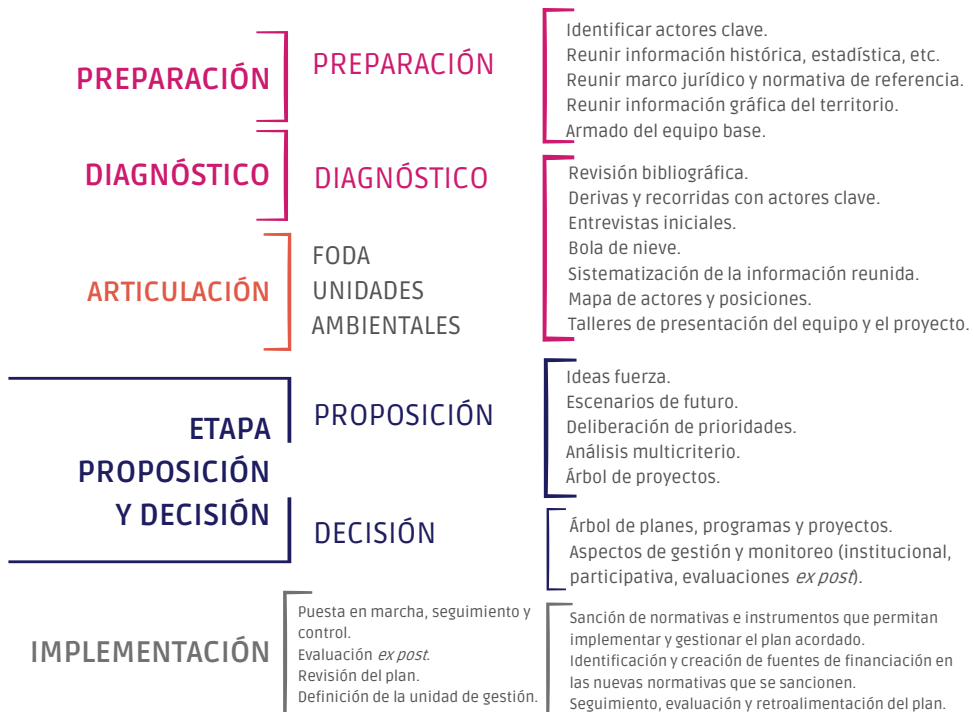 PREPARACIÓN
PREPARACIÓN
Identificar actores clave.
Reunir información histórica, estadística, etc.
Reunir marco jurídico y normativa de referencia.
Reunir información gráfica del territorio.
Armado del equipo base.
DIAGNÓSTICO
DIAGNÓSTICO
Revisión bibliográfica.
Derivas y recorridas con actores clave.
Entrevistas iniciales.
Bola de nieve.
Sistematización de la información reunida.
Mapa de actores y posiciones.
Talleres de presentación del equipo y el proyecto.
ARTICULACIÓN
FODA
UNIDADES
AMBIENTALES
ETAPA
PROPOSICIÓN
Y DECISIÓN
PROPOSICIÓN
Ideas fuerza.
Escenarios de futuro.
Deliberación de prioridades.
Análisis multicriterio.
Árbol de proyectos.
DECISIÓN
Árbol de planes, programas y proyectos.
Aspectos de gestión y monitoreo (institucional,
participativa, evaluaciones ex post).
IMPLEMENTACIÓN
Puesta en marcha, seguimiento y
control.
Evaluación ex post.
Revisión del plan.
Definición de la unidad de gestión.
Sanción de normativas e instrumentos que permitan
implementar y gestionar el plan acordado.
Identificación y creación de fuentes de financiación en
las nuevas normativas que se sancionen.
Seguimiento, evaluación y retroalimentación del plan.